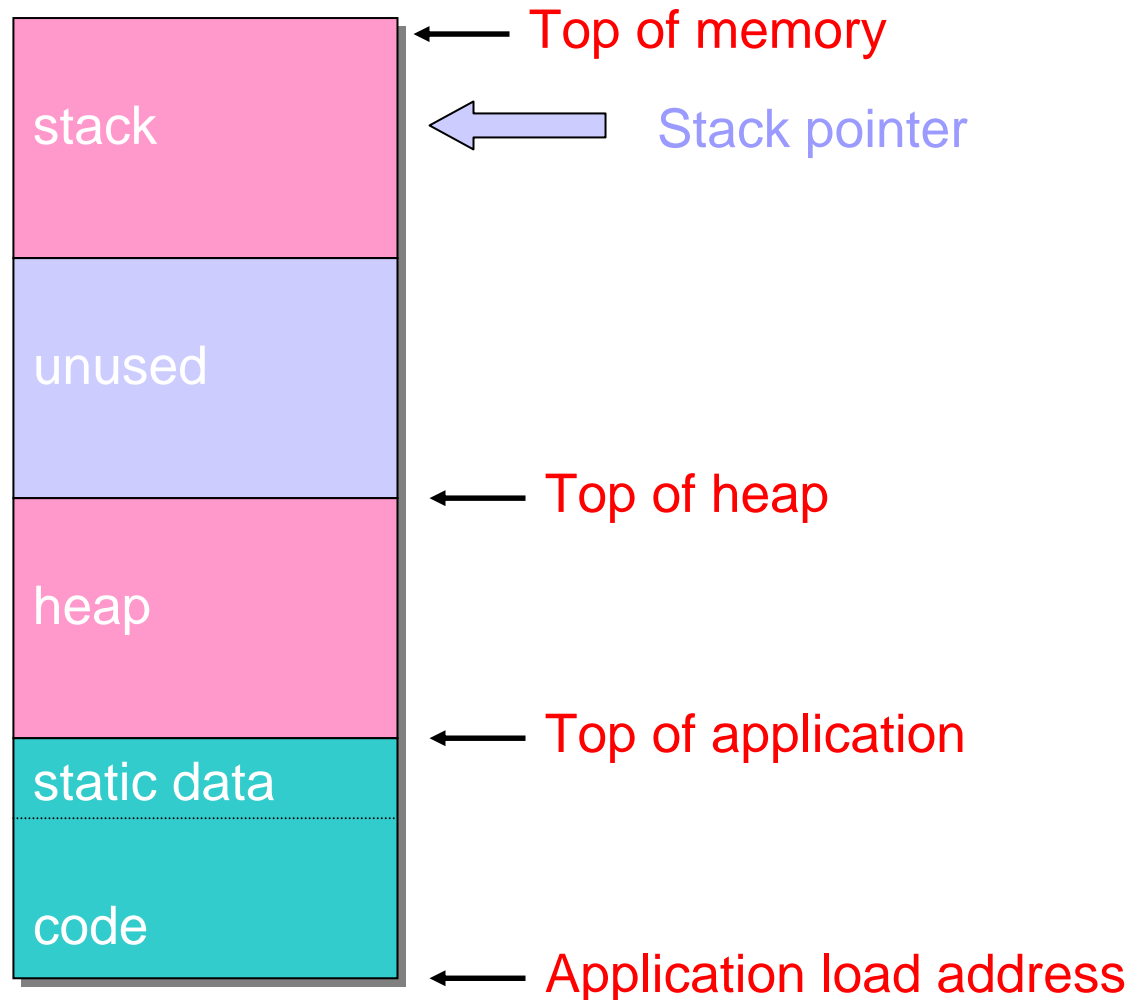 Top of memory
stack
Stack pointer
unused
Top of heap
heap
Top of application
static data
code
Application load address